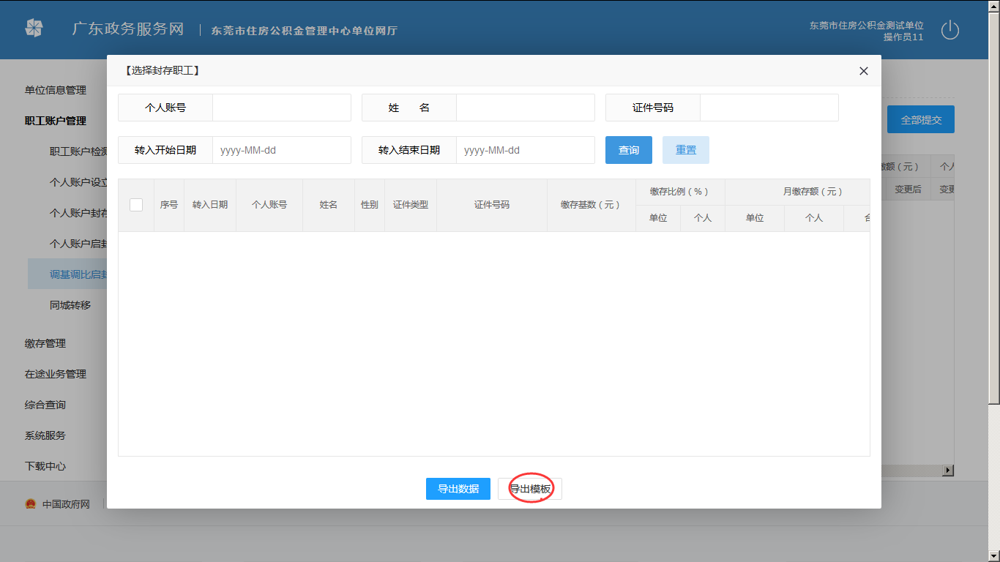 广东政务服务网 东莞市住房公积金管理中心单位网厅
东莞市住房公积金测试单位
操作员11
单位信息管理
职工账户管理
职工账户检测
个人账户设立
个人账户封存
个人账户启封
调基调比启封
同城转移
缴存管理
在途业务管理
综合查询
系统服务
下载中心
全部提交
缴额（元） 个人
变更后 变更
【选择封存职工】
个人账号
姓 名
证件号码
转入开始日期 yyyy-MM-dd
转入结束日期 yyyy-MM-dd
查询 重置
序号 转入日期 个人账号 姓名 性别 证件类型 证件号码 缴存基数（元） 缴存比例（%） 月缴存额（元）
单位 个人 单位 个人 合
导出数据 导出模板
中国政府网